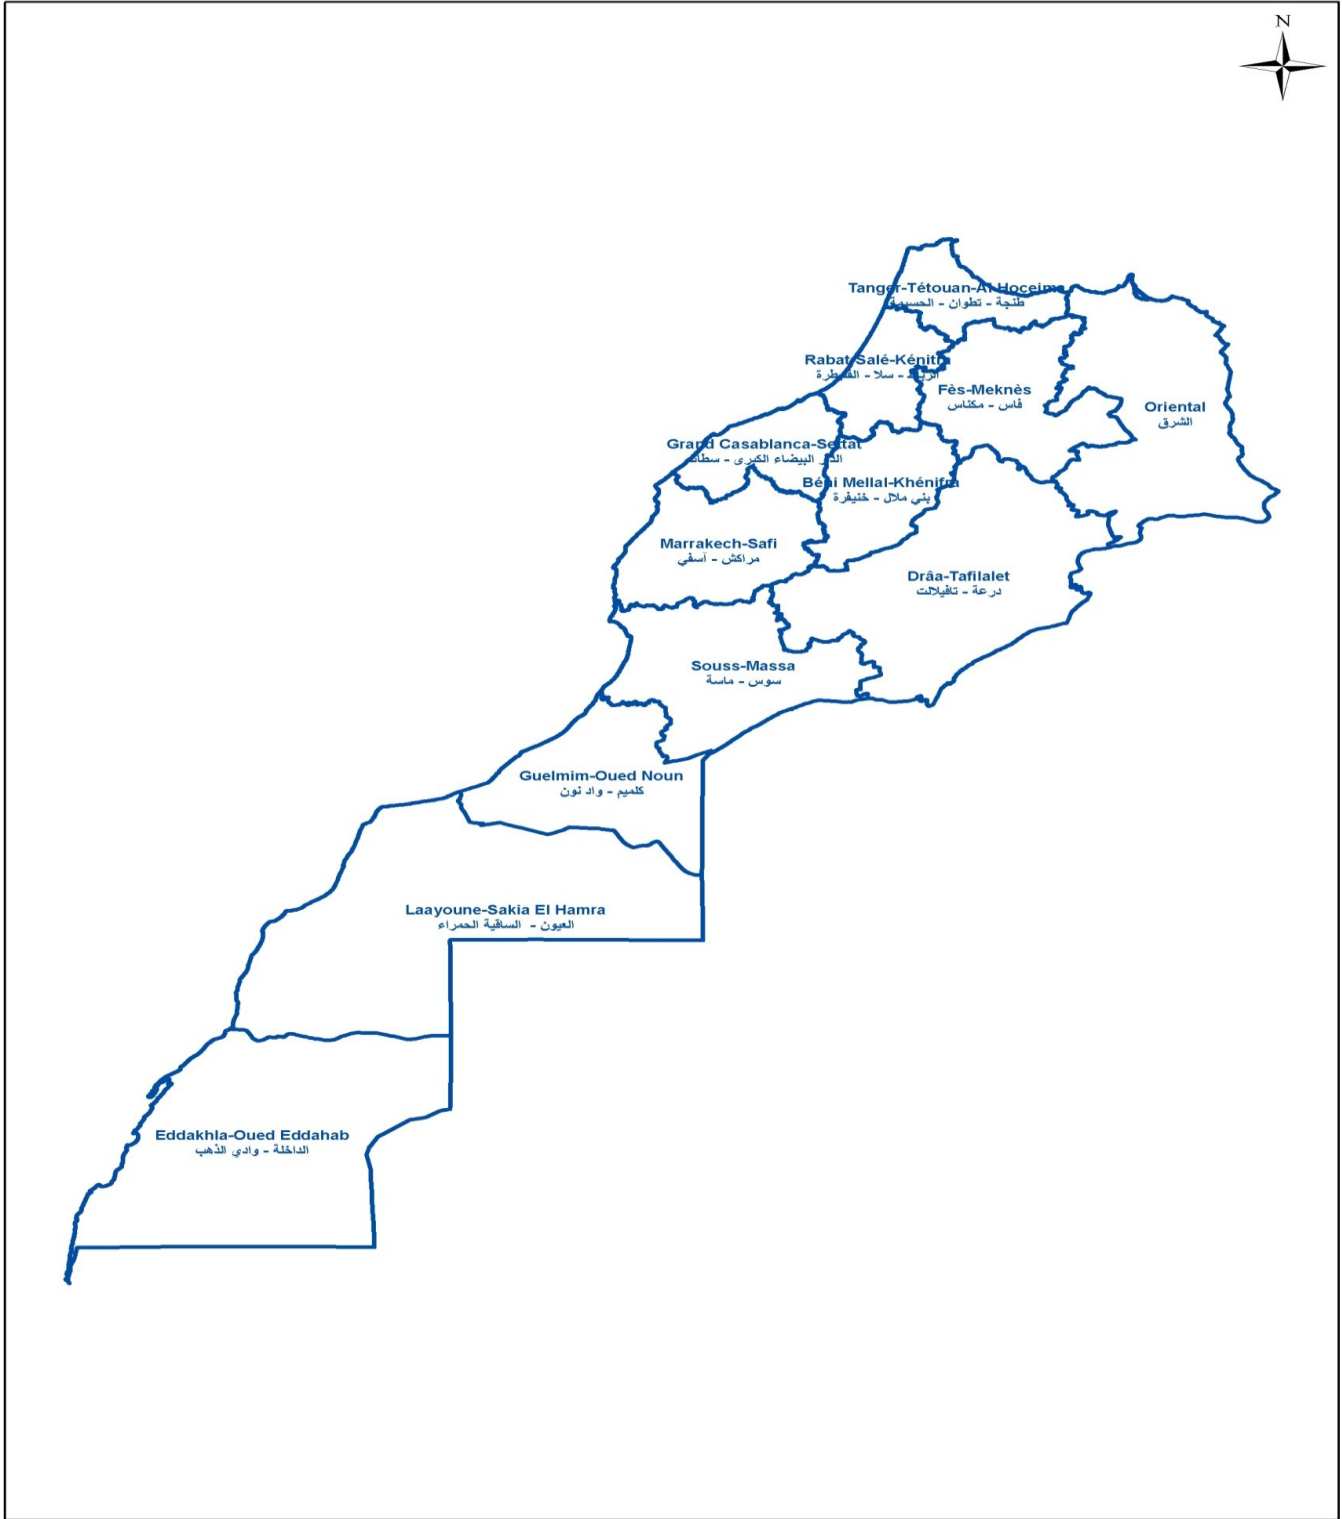 N
Tanger-Tétouan-Al Hoceima
طنجة - تطوان - الحسيمة
Rabat-Salé-Kénitra
الرباط - سلا - القنيطرة
Fès-Meknès
فاس - مكناس
Oriental
الشرق
Grand Casablanca-Settat
الدار البيضاء الكبرى - سطات
Béni Mellal-Khénifra
بني ملال - خنيفرة
Marrakech-Safi
مراكش - آسفي
Drâa-Tafilalet
درعة - تافيلالت
Souss-Massa
سوس - ماسة
Guelmim-Oued Noun
كلميم - واد نون
Laayoune-Sakia El Hamra
العيون - الساقية الحمراء
Eddakhla-Oued Eddahab
الداخلة - وادي الذهب